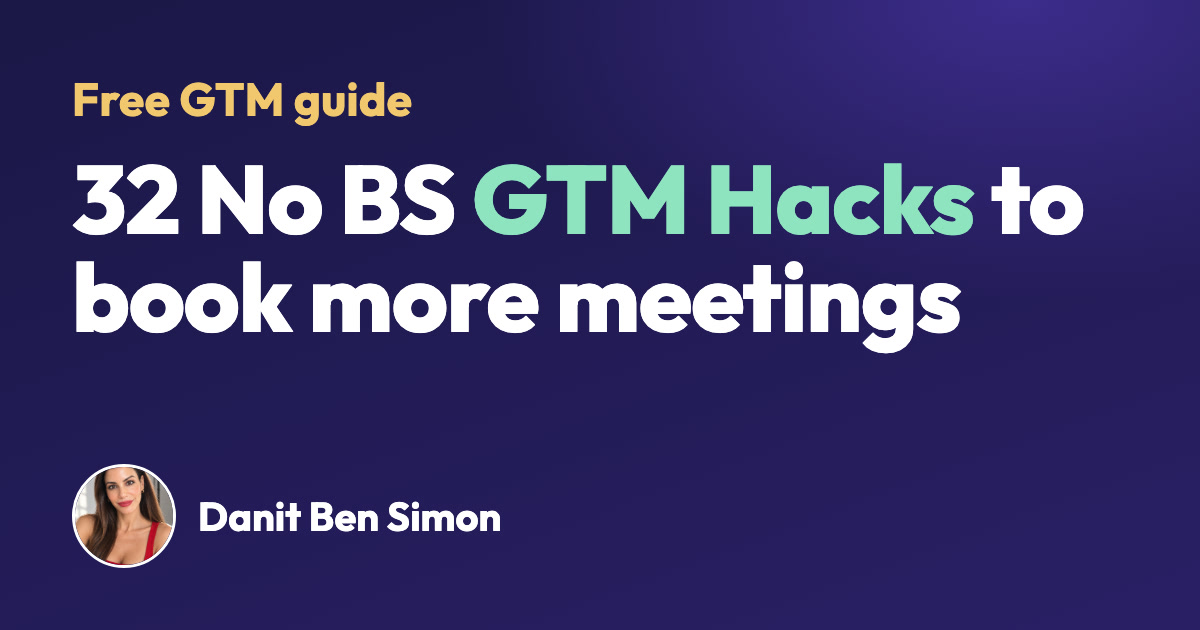 Free GTM guide
32 No BS GTM Hacks to
book more meetings
Danit Ben Simon